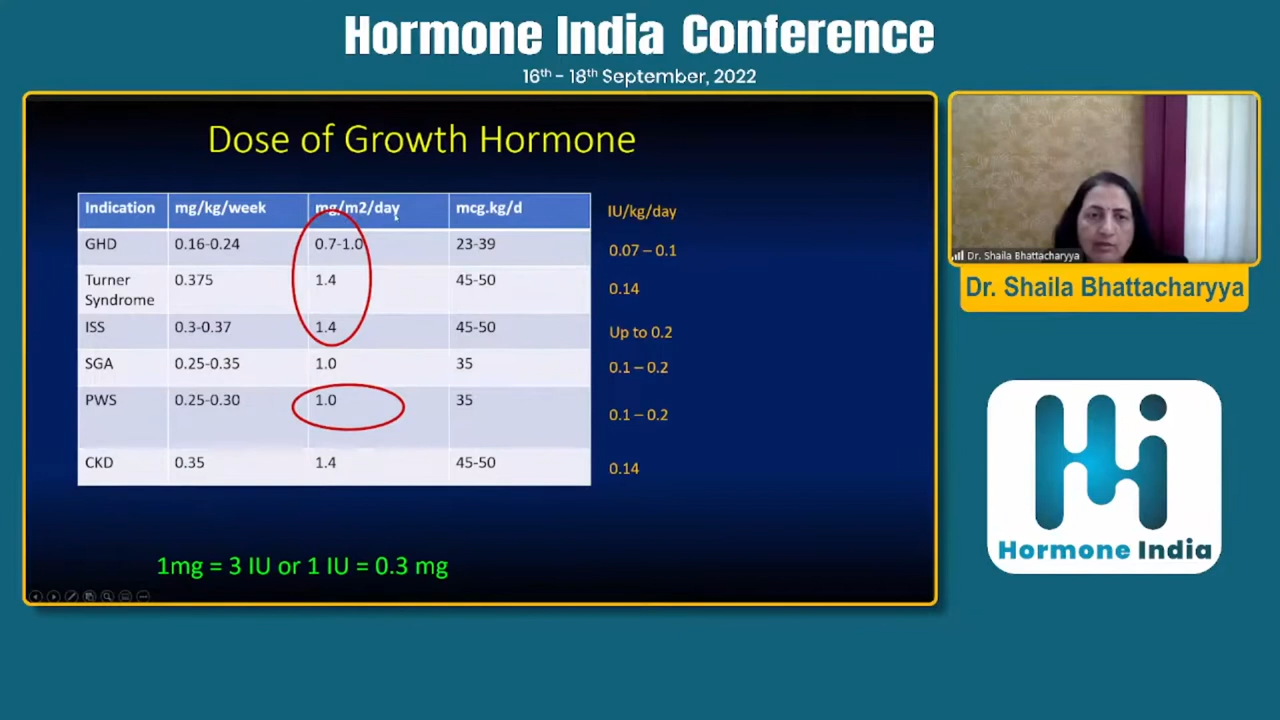 Hormone India Conference
16th - 18th September, 2022
Dose of Growth Hormone
Indication mg/kg/week mg/m2/day mcg.kg/d IU/kg/day
GHD 0.16-0.24 0.7-1.0 23-39 0.07 – 0.1
Turner Syndrome 0.375 1.4 45-50 0.14
ISS 0.3-0.37 1.4 45-50 Up to 0.2
SGA 0.25-0.35 1.0 35 0.1 – 0.2
PWS 0.25-0.30 1.0 35 0.1 – 0.2
CKD 0.35 1.4 45-50 0.14
1mg = 3 IU or 1 IU = 0.3 mg
Dr. Shaila Bhattacharyya
Dr. Shaila Bhattacharyya
Hormone India